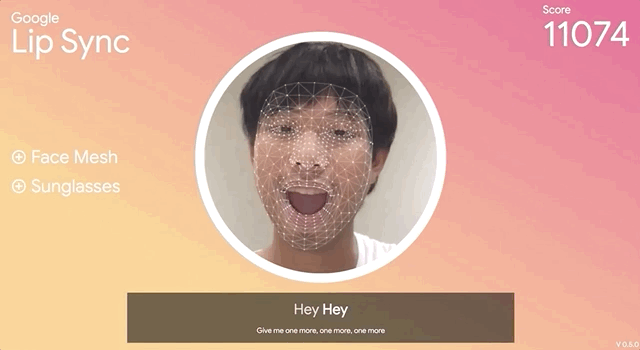 Google
Lip Sync
Score
11074
Face Mesh
Sunglasses
Hey Hey
Give me one more, one more, one more
V 0.5.0